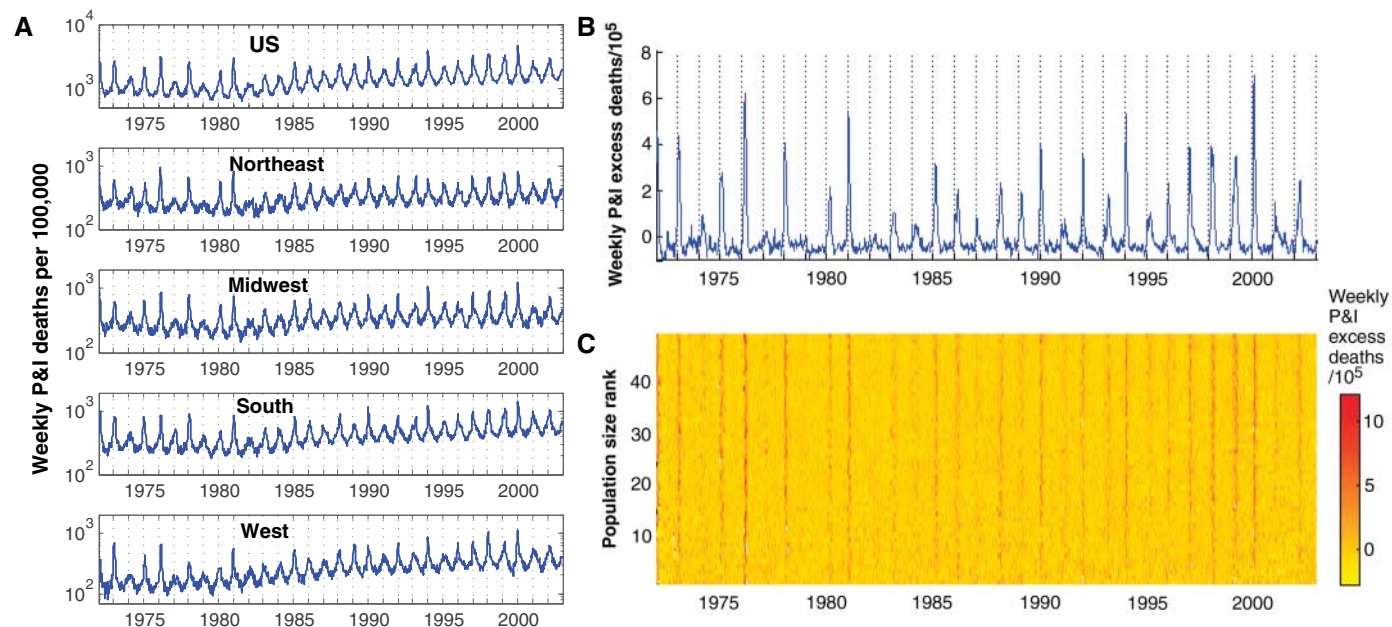 A
Weekly P&I deaths per 100,000
US
10^4
10^3
1975 1980 1985 1990 1995 2000
Northeast
10^3
10^2
1975 1980 1985 1990 1995 2000
Midwest
10^3
10^2
1975 1980 1985 1990 1995 2000
South
10^3
10^2
1975 1980 1985 1990 1995 2000
West
10^3
10^2
1975 1980 1985 1990 1995 2000
B
Weekly P&I excess deaths/10^5
8
6
4
2
0
1975 1980 1985 1990 1995 2000
C
Population size rank
40
30
20
10
1975 1980 1985 1990 1995 2000
Weekly
P&I
excess
deaths
/10^5
10
5
0